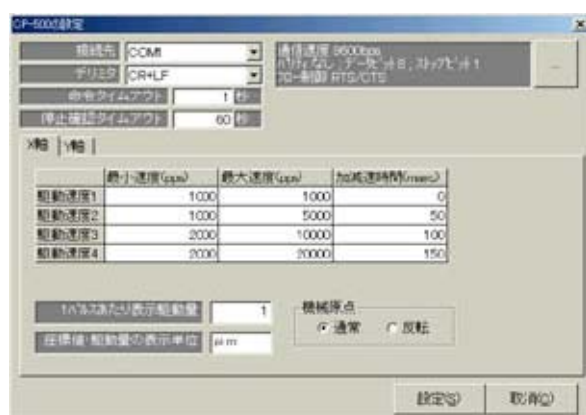 CP-500の設定
接続先 COM1
デリミタ CR+LF
命令タイムアウト 1 秒
停止確認タイムアウト 60 秒
通信速度 9600bps
パリティなし, データビット8, ストップビット1
フロー制御 RTS/CTS
...
X軸 Y軸
最小速度(pps) 最大速度(pps) 加減速時間(msec)
駆動速度1 1000 1000 0
駆動速度2 1000 5000 50
駆動速度3 2000 10000 100
駆動速度4 2000 20000 150
1パルスあたり表示駆動量 1
座標値・駆動量の表示単位 μm
機械原点
通常 反転
設定(S) 取消(C)